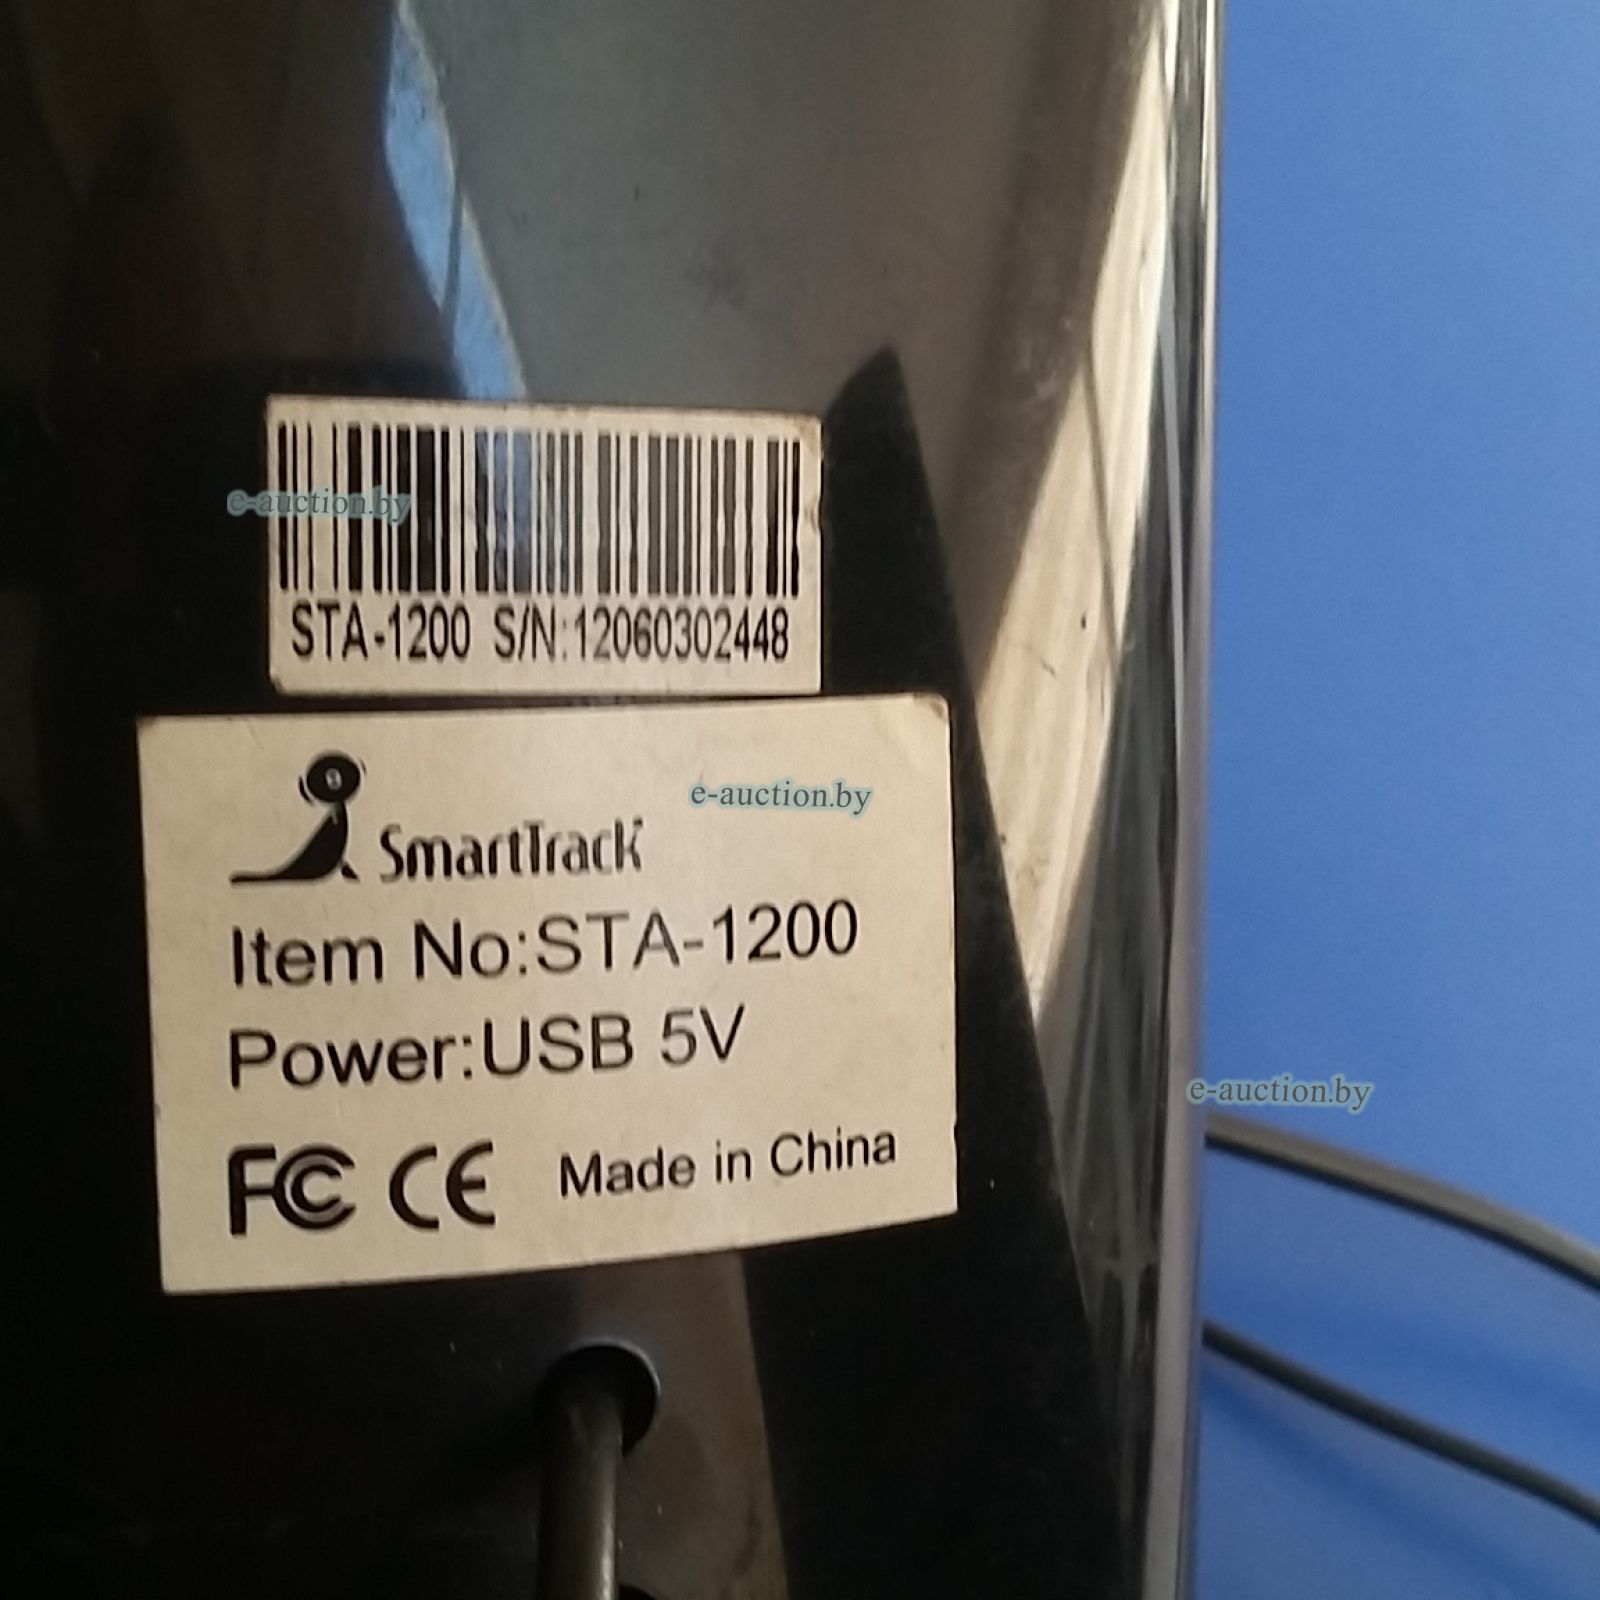 e-auction.by
STA-1200 S/N:12060302448
e-auction.by
SmartTrack
Item No:STA-1200
Power:USB 5V
e-auction.by
FC CE Made in China